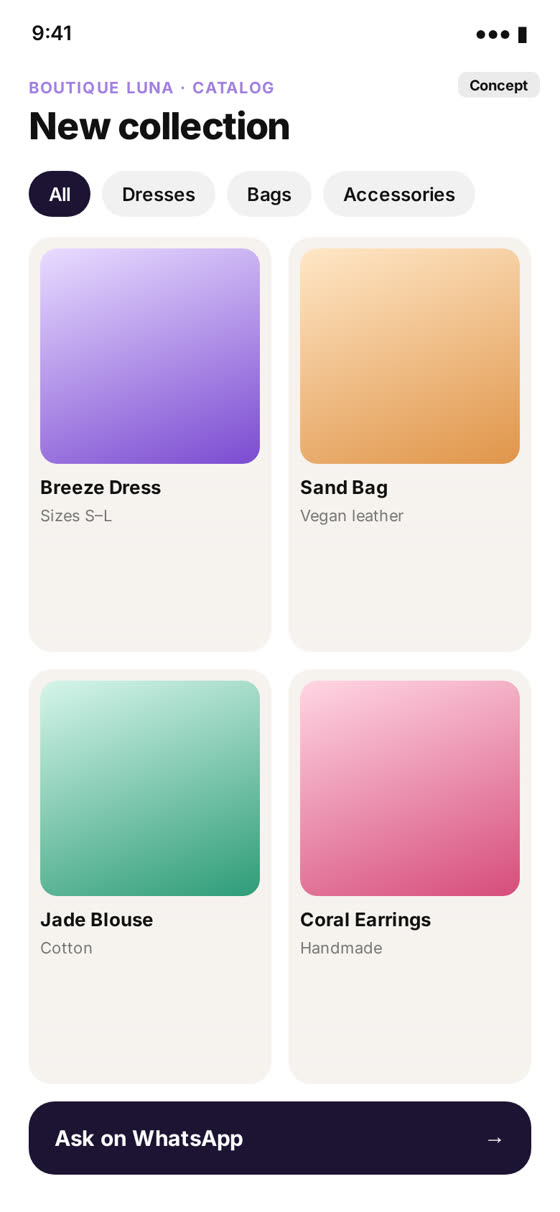 9:41
BOUTIQUE LUNA · CATALOG
Concept
New collection
All
Dresses
Bags
Accessories
Breeze Dress
Sizes S–L
Sand Bag
Vegan leather
Jade Blouse
Cotton
Coral Earrings
Handmade
Ask on WhatsApp →